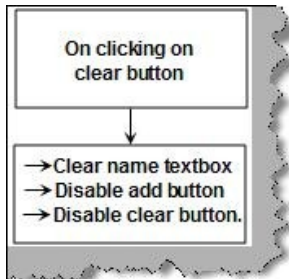 On clicking on
clear button
→Clear name textbox
→Disable add button
→Disable clear button.